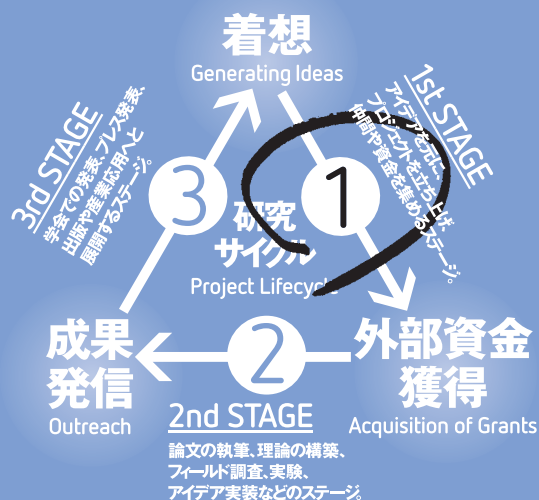 着想
Generating Ideas
1st STAGE
アイデアを元に、
プロジェクトを立ち上げ、
仲間や資金を集めるステージ。
1
3rd STAGE
学会での発表、プレス発表、
出版や産業応用へと
展開するステージ。
3
研究
サイクル
Project Lifecycle
外部資金
獲得
Acquisition of Grants
2
2nd STAGE
論文の執筆、理論の構築、
フィールド調査、実験、
アイデア実装などのステージ。
成果
発信
Outreach